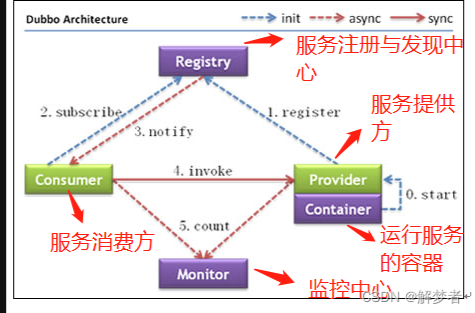 Dubbo Architecture
init
async
sync
Registry
服务注册与发现中
心
2. subscribe
3. notify
1. register
服务提供
方
Consumer
4. invoke
Provider
Container
0. start
服务消费方
5. count
运行服务
的容器
Monitor
监控中心
CSDN @解梦者